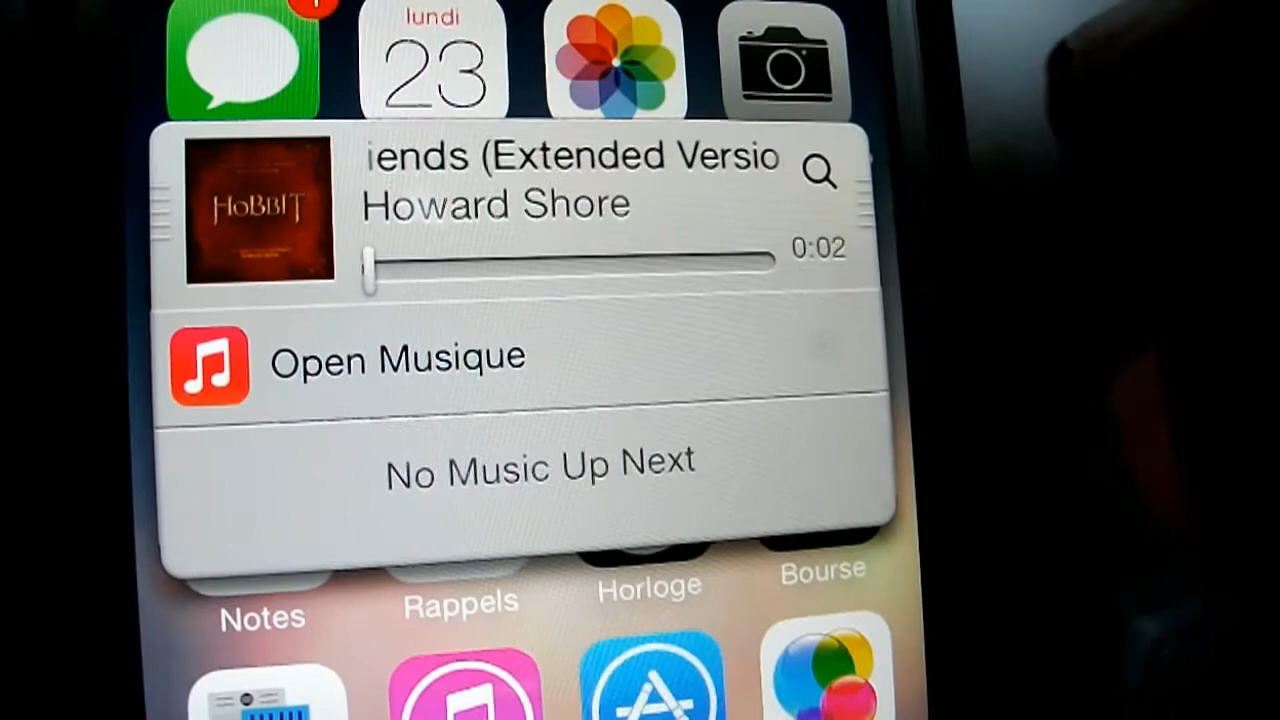 lundi
23
iends (Extended Versio
Howard Shore
HOBBIT
0:02
Open Musique
No Music Up Next
Notes
Rappels
Horloge
Bourse